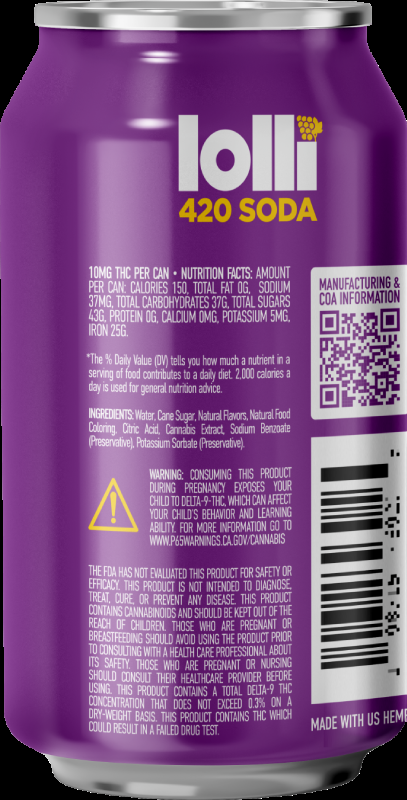 lolli
420 SODA
10MG THC PER CAN • NUTRITION FACTS: AMOUNT
PER CAN: CALORIES 150, TOTAL FAT 0G, SODIUM
37MG, TOTAL CARBOHYDRATES 37G, TOTAL SUGARS
43G, PROTEIN 0G, CALCIUM 0MG, POTASSIUM 5MG,
IRON 25G.
*The % Daily Value (DV) tells you how much a nutrient in a
serving of food contributes to a daily diet. 2,000 calories a
day is used for general nutrition advice.
INGREDIENTS: Water, Cane Sugar, Natural Flavors, Natural Food
Coloring, Citric Acid, Cannabis Extract, Sodium Benzoate
(Preservative), Potassium Sorbate (Preservative).
WARNING: CONSUMING THIS PRODUCT
DURING PREGNANCY EXPOSES YOUR
CHILD TO DELTA-9-THC, WHICH CAN AFFECT
YOUR CHILD'S BEHAVIOR AND LEARNING
ABILITY. FOR MORE INFORMATION GO TO
WWW.P65WARNINGS.CA.GOV/CANNABIS
THE FDA HAS NOT EVALUATED THIS PRODUCT FOR SAFETY OR
EFFICACY. THIS PRODUCT IS NOT INTENDED TO DIAGNOSE,
TREAT, CURE, OR PREVENT ANY DISEASE. THIS PRODUCT
CONTAINS CANNABINOIDS AND SHOULD BE KEPT OUT OF THE
REACH OF CHILDREN. THOSE WHO ARE PREGNANT OR
BREASTFEEDING SHOULD AVOID USING THE PRODUCT PRIOR
TO CONSULTING WITH A HEALTH CARE PROFESSIONAL ABOUT
ITS SAFETY. THOSE WHO ARE PREGNANT OR NURSING
SHOULD CONSULT THEIR HEALTHCARE PROVIDER BEFORE
USING. THIS PRODUCT CONTAINS A TOTAL DELTA-9 THC
CONCENTRATION THAT DOES NOT EXCEED 0.3% ON A
DRY-WEIGHT BASIS. THIS PRODUCT CONTAINS THC WHICH
COULD RESULT IN A FAILED DRUG TEST.
MANUFACTURING &
COA INFORMATION
MADE WITH US HEM